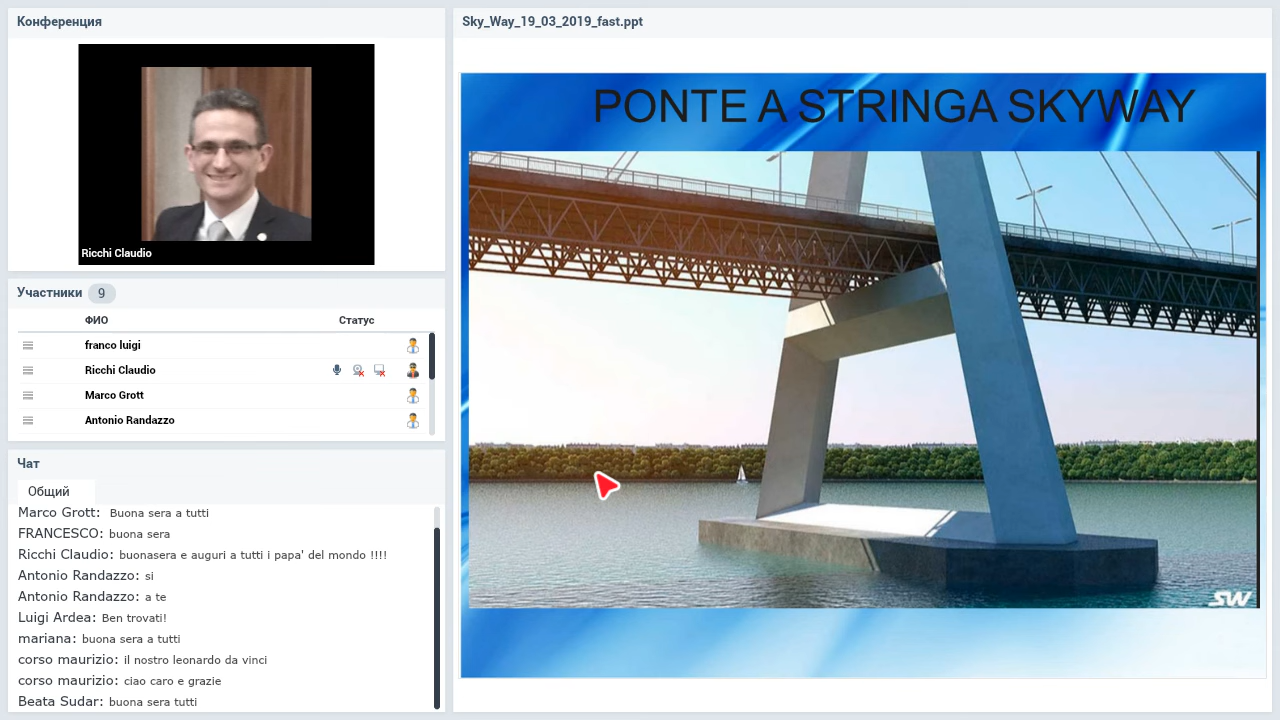 Конференция
Ricchi Claudio
Участники 9
ФИО Статус
franco luigi
Ricchi Claudio
Marco Grott
Antonio Randazzo
Чат
Общий
Marco Grott: Buona sera a tutti
FRANCESCO: buona sera
Ricchi Claudio: buonasera e auguri a tutti i papa' del mondo !!!!
Antonio Randazzo: si
Antonio Randazzo: a te
Luigi Ardea: Ben trovati!
mariana: buona sera a tutti
corso maurizio: il nostro leonardo da vinci
corso maurizio: ciao caro e grazie
Beata Sudar: buona sera tutti
Sky_Way_19_03_2019_fast.ppt
PONTE A STRINGA SKYWAY
SW